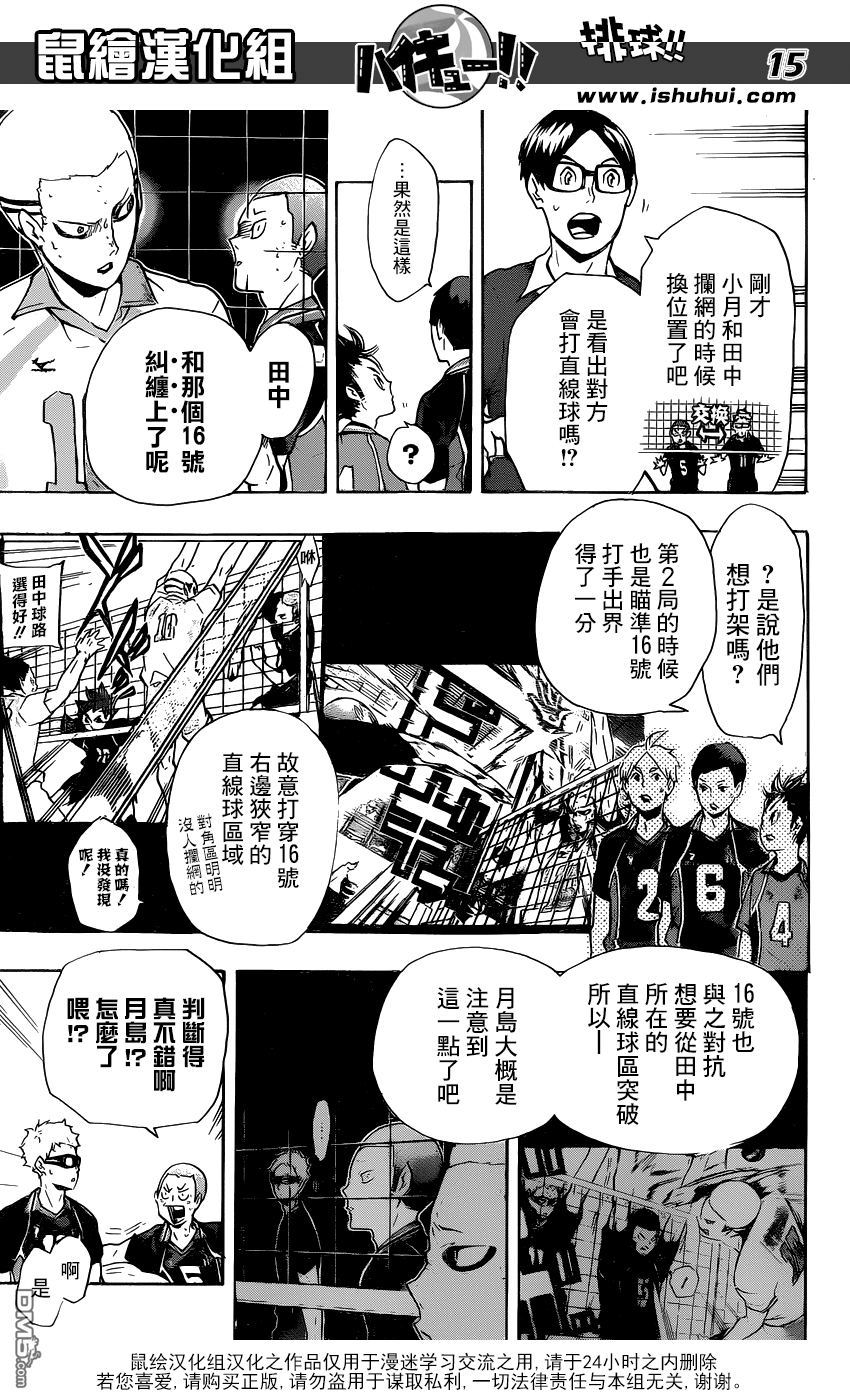 鼠繪漢化組
ハイキュー!!
排球!!
15
www.ishuhui.com
剛才
小月和田中
攔網的時候
換位置了吧
是看出對方
會打直線球嗎!?
交換
5
…果然是這樣
?
田中
和那個16號
糾纏上了呢
1
?是說他們
想打架嗎?
第2局的時候
也是瞄準16號
打手出界
得了一分
2
6
4
咻
田中球路
選得好!!
故意打穿16號
右邊狹窄的
直線球區域
對角區明明
沒人攔網的
真的嗎!
我没發現
呢!
16號也
與之對抗
想要從田中
所在的
直線球區突破
所以—
月島大概是
注意到
這一點了吧
…
判斷得
真不錯啊
月島!?
怎麼了
喂!?
啊
是
5
DM5.com
鼠绘汉化组汉化之作品仅用于漫迷学习交流之用, 请于24小时之内删除
若您喜爱, 请购买正版, 请勿盗用于谋取私利, 一切法律责任与本组无关, 谢谢。